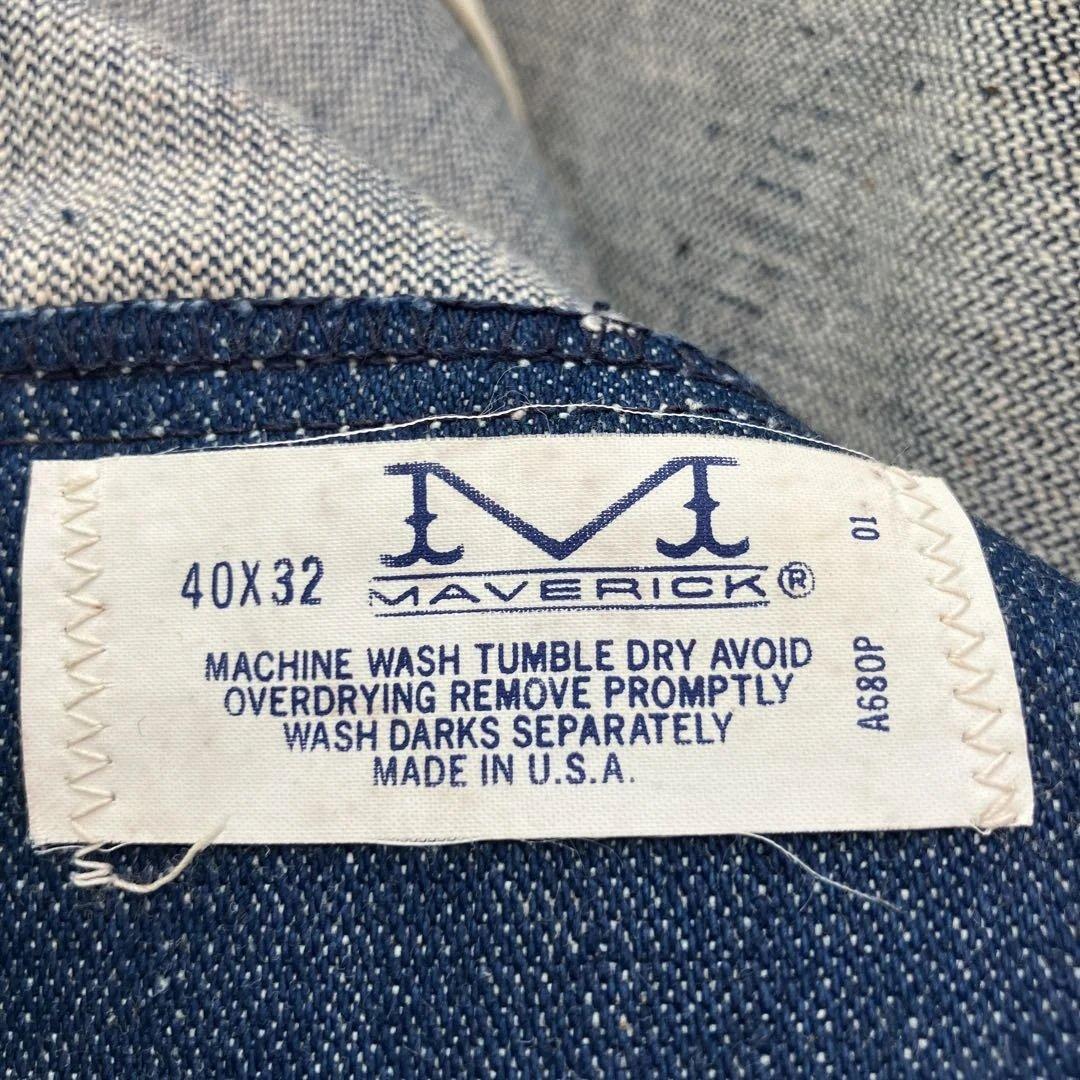 M
40X32
MAVERICK®
MACHINE WASH TUMBLE DRY AVOID
OVERDRYING REMOVE PROMPTLY
WASH DARKS SEPARATELY
MADE IN U.S.A.
A680P 01